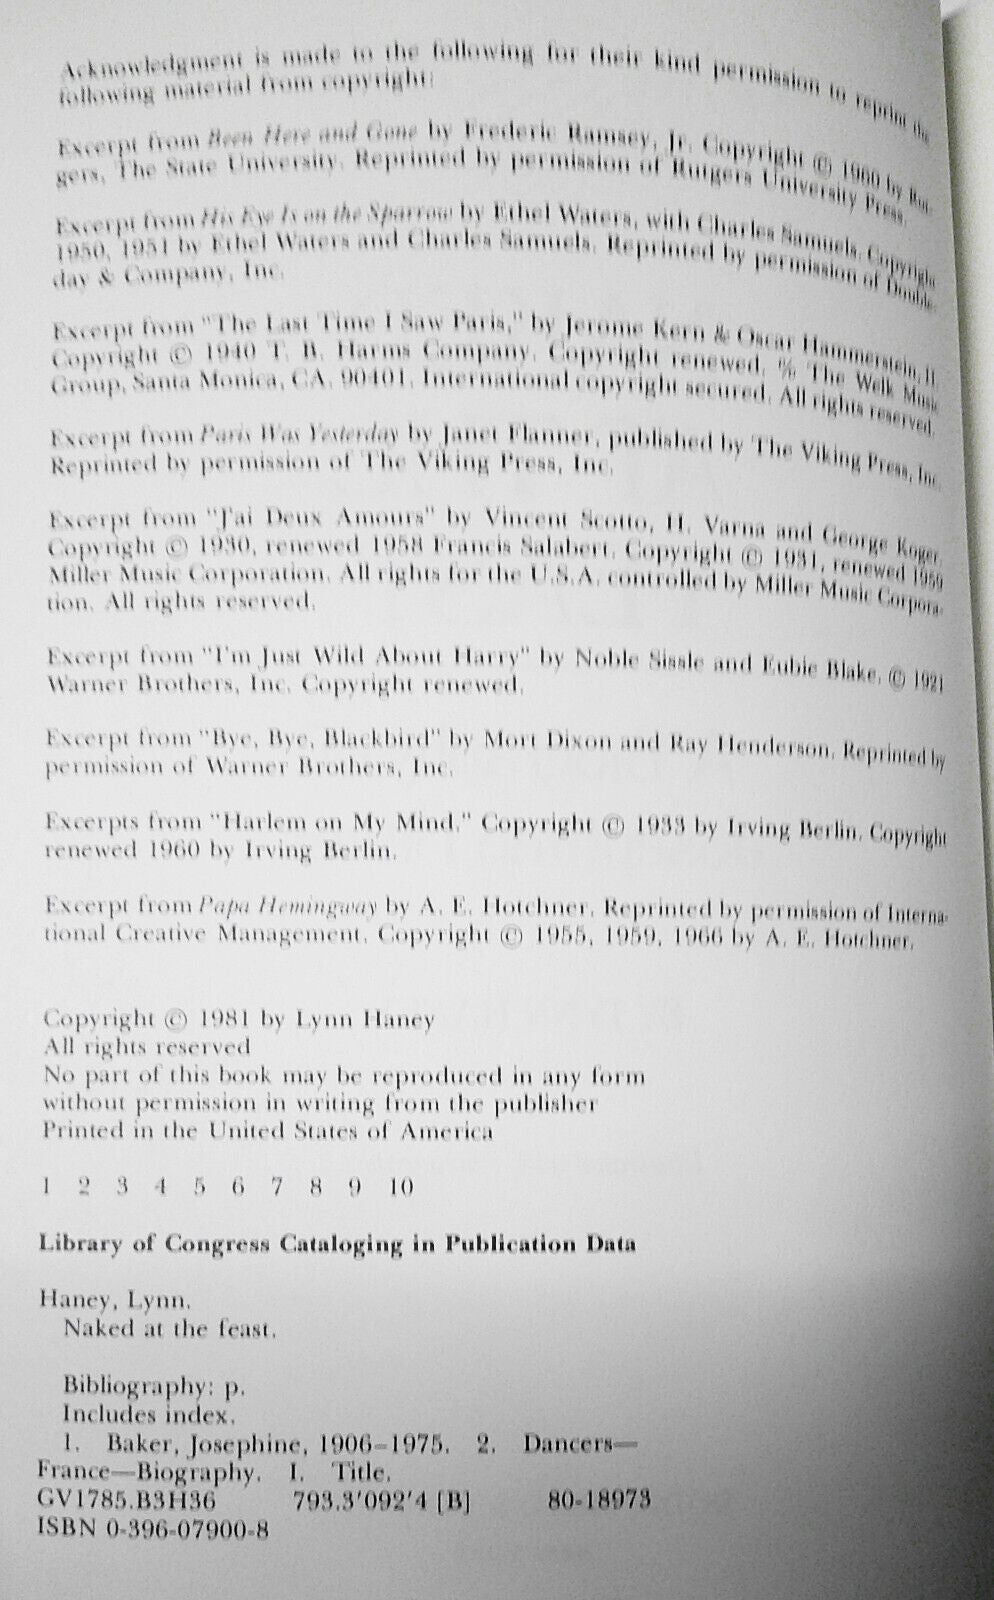 Acknowledgment is made to the following for their kind permission to reprint the
following material from copyright:
Excerpt from Been Here and Gone by Frederic Ramsey, Jr. Copyright © 1960 by Rut-
gers, The State University. Reprinted by permission of Rutgers University Press.
Excerpt from His Eye Is on the Sparrow by Ethel Waters, with Charles Samuels. Copyright
1950, 1951 by Ethel Waters and Charles Samuels. Reprinted by permission of Double-
day & Company, Inc.
Excerpt from "The Last Time I Saw Paris," by Jerome Kern & Oscar Hammerstein, II.
Copyright © 1940 T. B. Harms Company. Copyright renewed. % The Welk Music
Group, Santa Monica, CA. 90401. International copyright secured. All rights reserved.
Excerpt from Paris Was Yesterday by Janet Flanner, published by The Viking Press, Inc.
Reprinted by permission of The Viking Press, Inc.
Excerpt from "J'ai Deux Amours" by Vincent Scotto, H. Varna and George Koger.
Copyright © 1930, renewed 1958 Francis Salabert. Copyright © 1931, renewed 1959
Miller Music Corporation. All rights for the U.S.A. controlled by Miller Music Corpora-
tion. All rights reserved.
Excerpt from "I'm Just Wild About Harry" by Noble Sissle and Eubie Blake. © 1921
Warner Brothers, Inc. Copyright renewed.
Excerpt from "Bye, Bye, Blackbird" by Mort Dixon and Ray Henderson. Reprinted by
permission of Warner Brothers, Inc.
Excerpts from "Harlem on My Mind." Copyright © 1933 by Irving Berlin. Copyright
renewed 1960 by Irving Berlin.
Excerpt from Papa Hemingway by A. E. Hotchner. Reprinted by permission of Interna-
tional Creative Management. Copyright © 1955, 1959, 1966 by A. E. Hotchner.
Copyright © 1981 by Lynn Haney
All rights reserved
No part of this book may be reproduced in any form
without permission in writing from the publisher
Printed in the United States of America
1 2 3 4 5 6 7 8 9 10
Library of Congress Cataloging in Publication Data
Haney, Lynn.
Naked at the feast.
Bibliography: p.
Includes index.
1. Baker, Josephine, 1906–1975. 2. Dancers—
France—Biography. I. Title.
GV1785.B3H36 793.3'092'4 [B] 80-18973
ISBN 0-396-07900-8